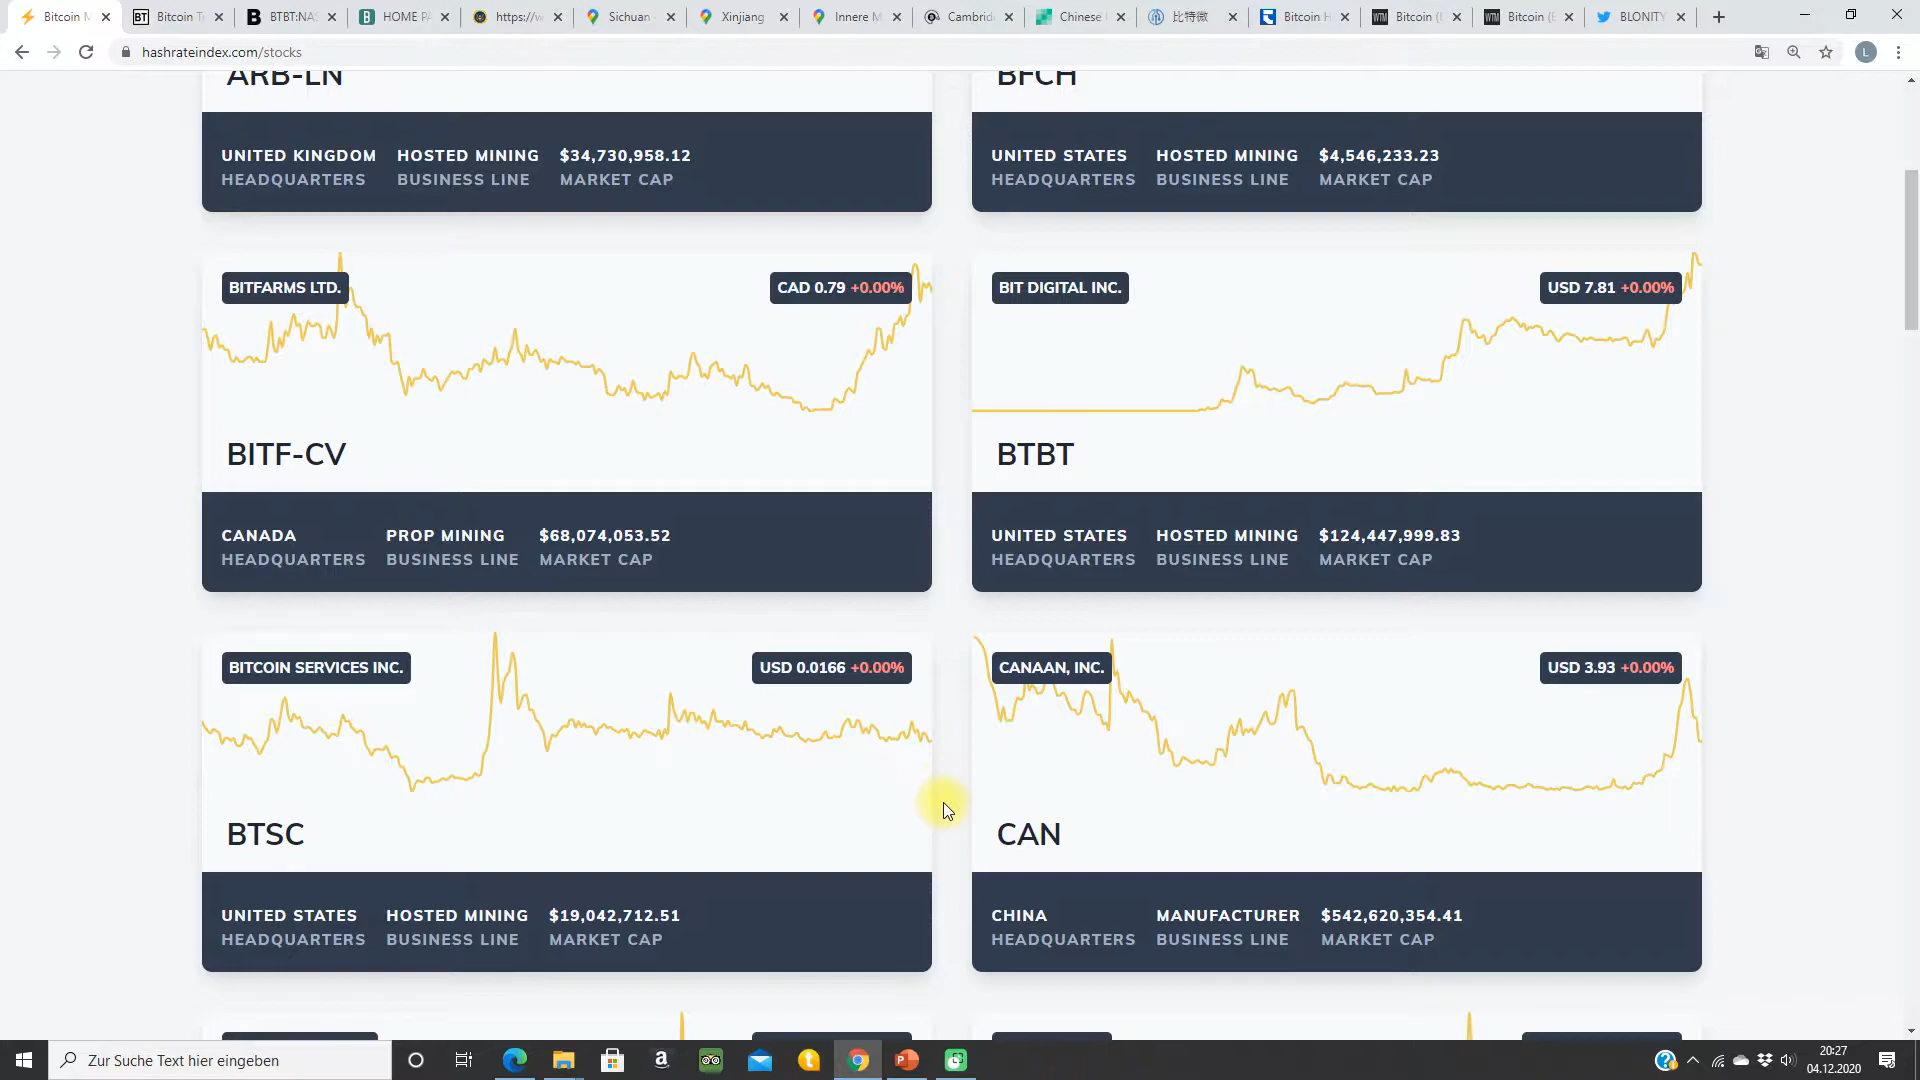 Bitcoin M
Bitcoin T
BTBT:NAS
HOME PA
https://w
Sichuan
Xinjiang
Innere M
Cambrid
Chinese
比特微
Bitcoin H
Bitcoin (
Bitcoin (E
BLONITY
hashrateindex.com/stocks
L
ARB-LN
UNITED KINGDOM HOSTED MINING $34,730,958.12
HEADQUARTERS BUSINESS LINE MARKET CAP
BFCH
UNITED STATES HOSTED MINING $4,546,233.23
HEADQUARTERS BUSINESS LINE MARKET CAP
BITFARMS LTD.
CAD 0.79 +0.00%
BITF-CV
CANADA PROP MINING $68,074,053.52
HEADQUARTERS BUSINESS LINE MARKET CAP
BIT DIGITAL INC.
USD 7.81 +0.00%
BTBT
UNITED STATES HOSTED MINING $124,447,999.83
HEADQUARTERS BUSINESS LINE MARKET CAP
BITCOIN SERVICES INC.
USD 0.0166 +0.00%
BTSC
UNITED STATES HOSTED MINING $19,042,712.51
HEADQUARTERS BUSINESS LINE MARKET CAP
CANAAN, INC.
USD 3.93 +0.00%
CAN
CHINA MANUFACTURER $542,620,354.41
HEADQUARTERS BUSINESS LINE MARKET CAP
Zur Suche Text hier eingeben
20:27
04.12.2020